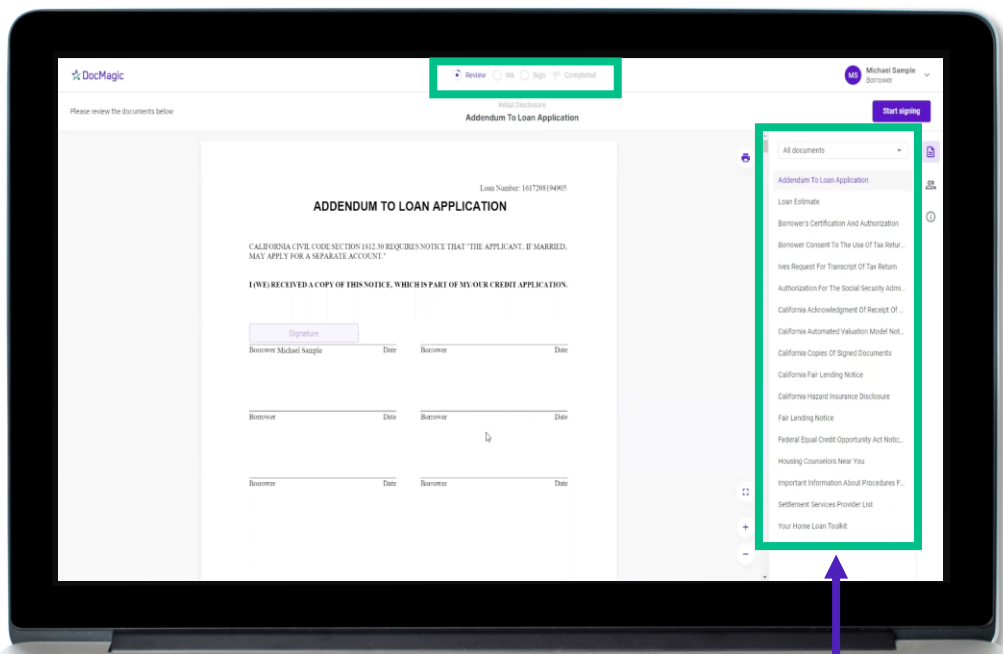 DocMagic
Review Ink Sign Completed
MS
Michael Sample
Borrower
Please review the documents below
Initial Disclosure
Addendum To Loan Application
Start signing
Loan Number: 1617208194905
ADDENDUM TO LOAN APPLICATION
CALIFORNIA CIVIL CODE SECTION 1812.30 REQUIRES NOTICE THAT "THE APPLICANT, IF MARRIED,
MAY APPLY FOR A SEPARATE ACCOUNT."
I (WE) RECEIVED A COPY OF THIS NOTICE, WHICH IS PART OF MY/OUR CREDIT APPLICATION.
Signature
Borrower Michael Sample Date Borrower Date
Borrower Date Borrower Date
Borrower Date Borrower Date
All documents
Addendum To Loan Application
Loan Estimate
Borrower's Certification And Authorization
Borrower Consent To The Use Of Tax Retur...
Ives Request For Transcript Of Tax Return
Authorization For The Social Security Admi...
California Acknowledgment Of Receipt Of ...
California Automated Valuation Model Not...
California Copies Of Signed Documents
California Fair Lending Notice
California Hazard Insurance Disclosure
Fair Lending Notice
Federal Equal Credit Opportunity Act Notic...
Housing Counselors Near You
Important Information About Procedures F...
Settlement Services Provider List
Your Home Loan Toolkit